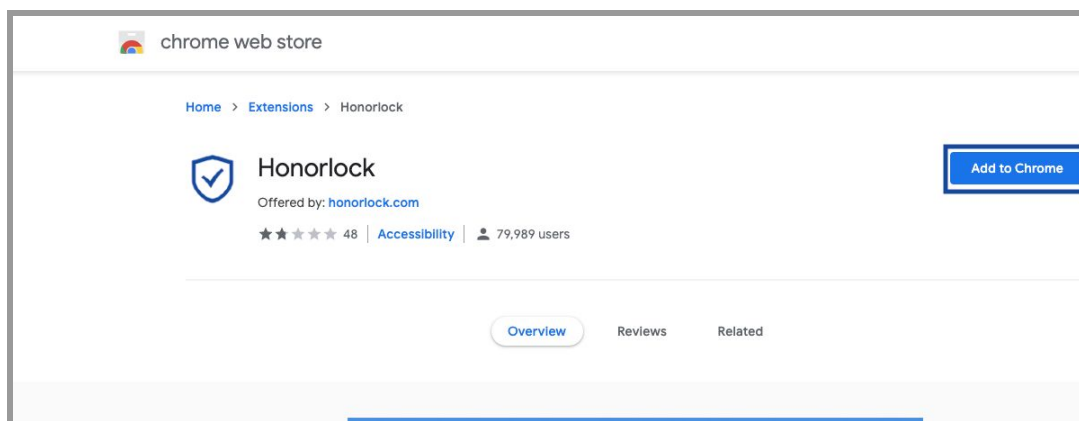 chrome web store
Home > Extensions > Honorlock
Honorlock
Add to Chrome
Offered by: honorlock.com
48 | Accessibility | 79,989 users
Overview Reviews Related